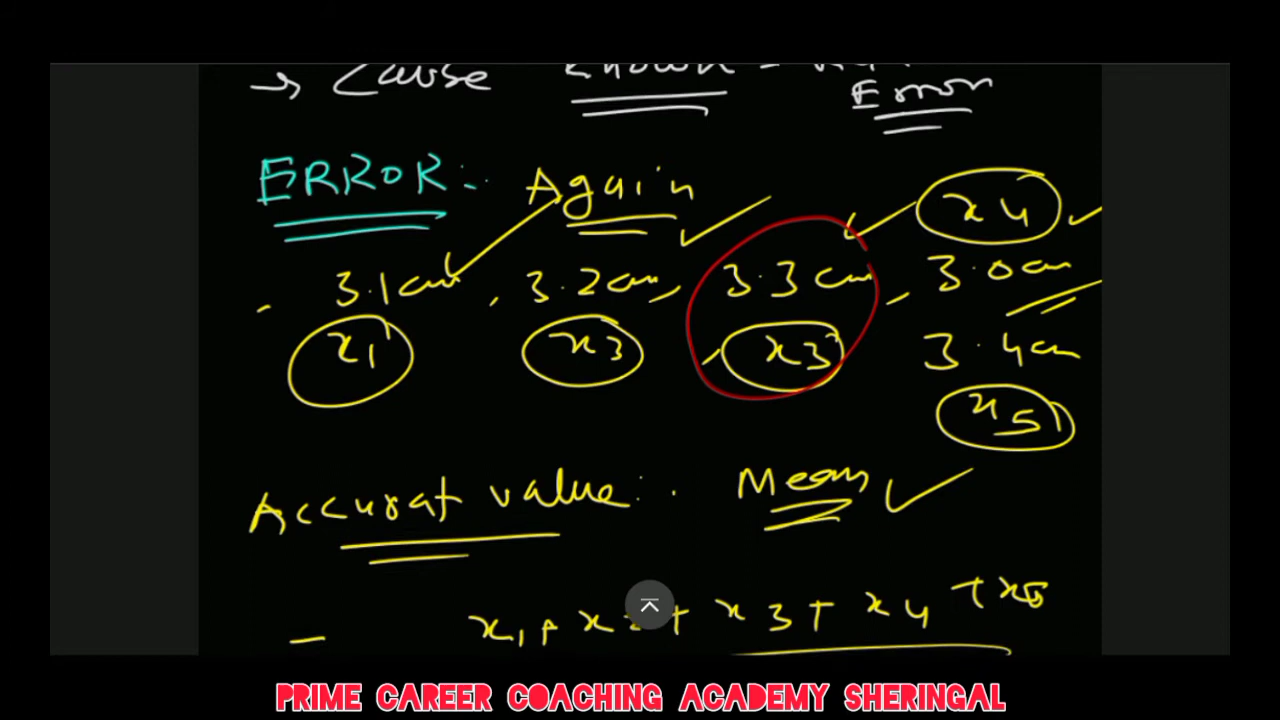 → Cause Known -
Error
ERROR:- Again
x4
3.1cm, 3.2cm, 3.3cm, 3.0cm
x1 x3 x3 3.4cm
x5
Accurat value:. Mean
x1 + x2 + x3 + x4 + x5
PRIME CAREER COACHING ACADEMY SHERINGAL